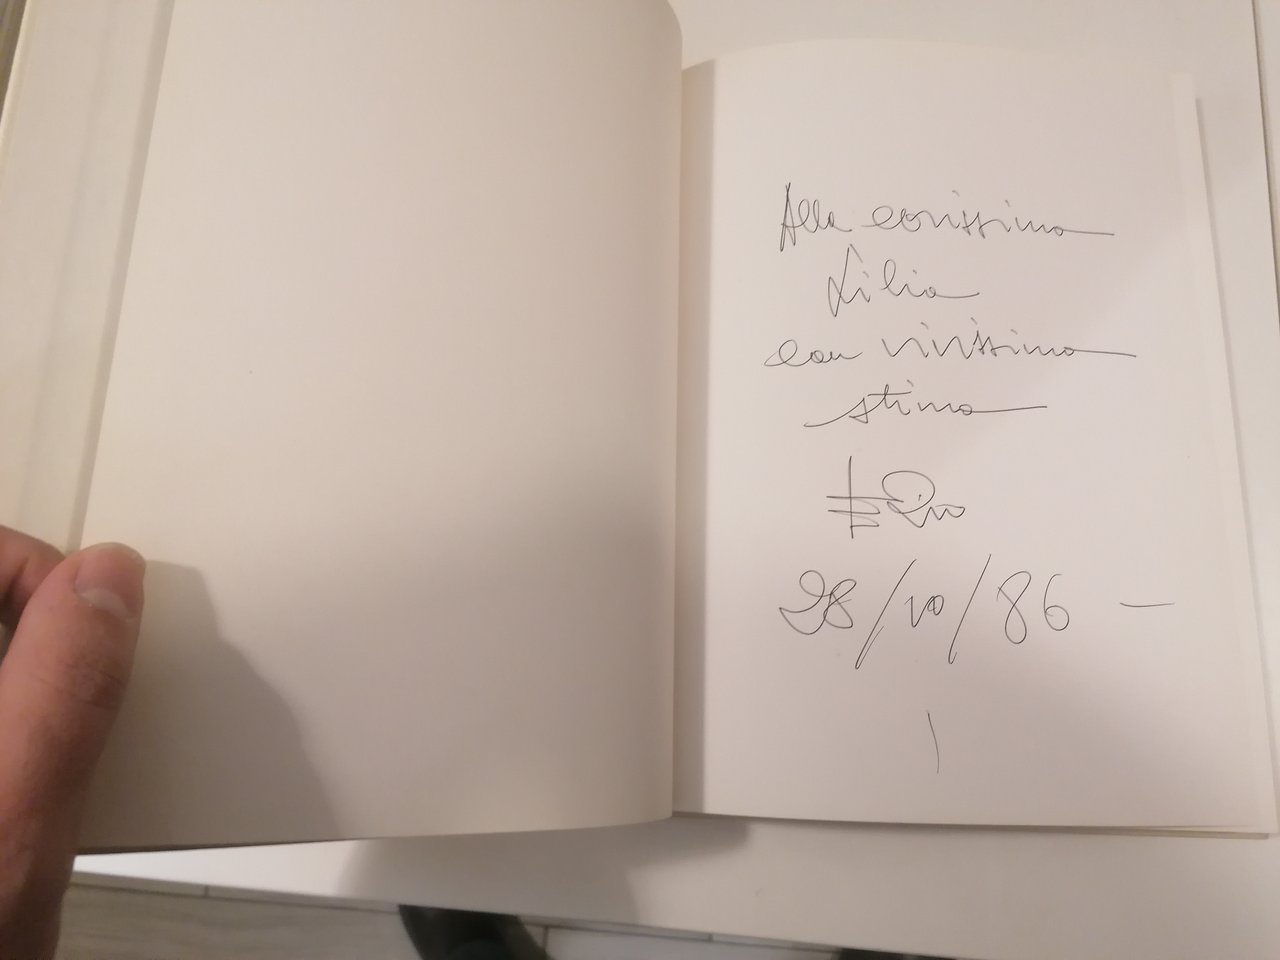 Alla carissima
Lilia
con vivissima
stima
28/10/86 —